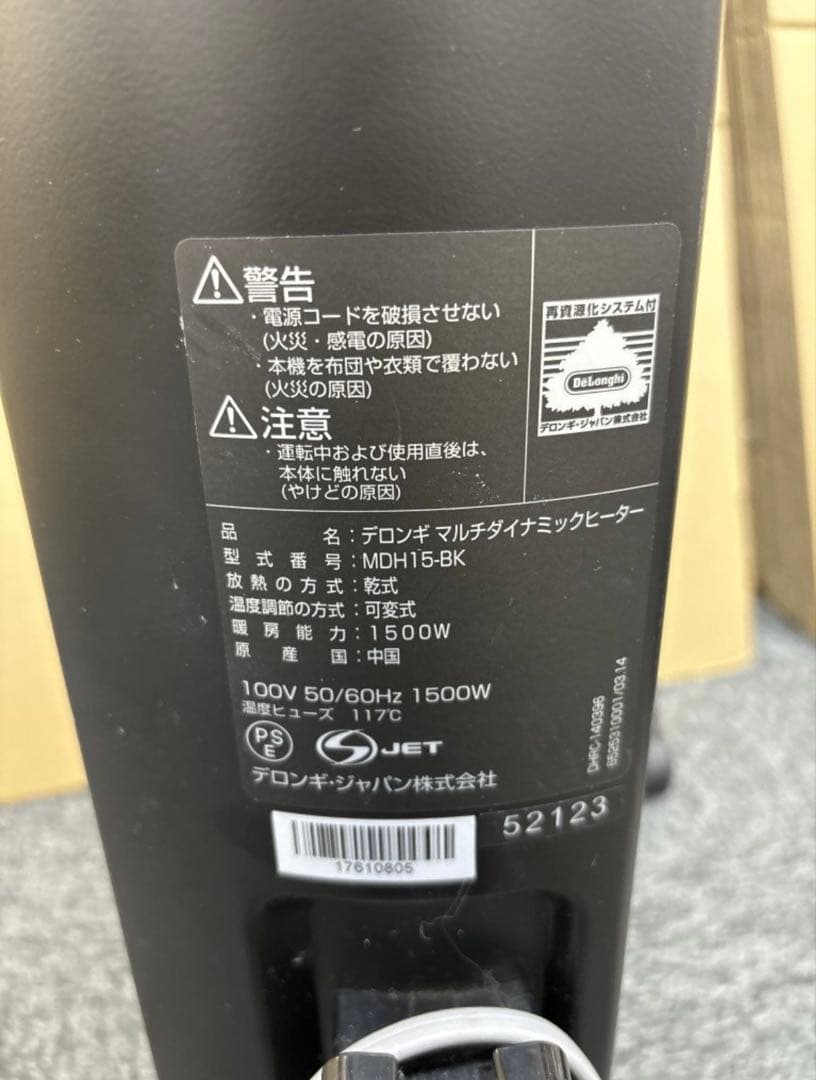 警告
・電源コードを破損させない
(火災・感電の原因)
・本機を布団や衣類で覆わない
(火災の原因)
注意
・運転中および使用直後は、
本体に触れない
(やけどの原因)
再資源化システム付
DeLonghi
デロンギ・ジャパン株式会社
品名：デロンギ マルチダイナミックヒーター
型式番号：MDH15-BK
放熱の方式：乾式
温度調節の方式：可変式
暖房能力：1500W
原産国：中国
100V 50/60Hz 1500W
温度ヒューズ 117℃
PSE
JET
デロンギ・ジャパン株式会社
DHRC-140396
6525310001/03.14
52123
17610805